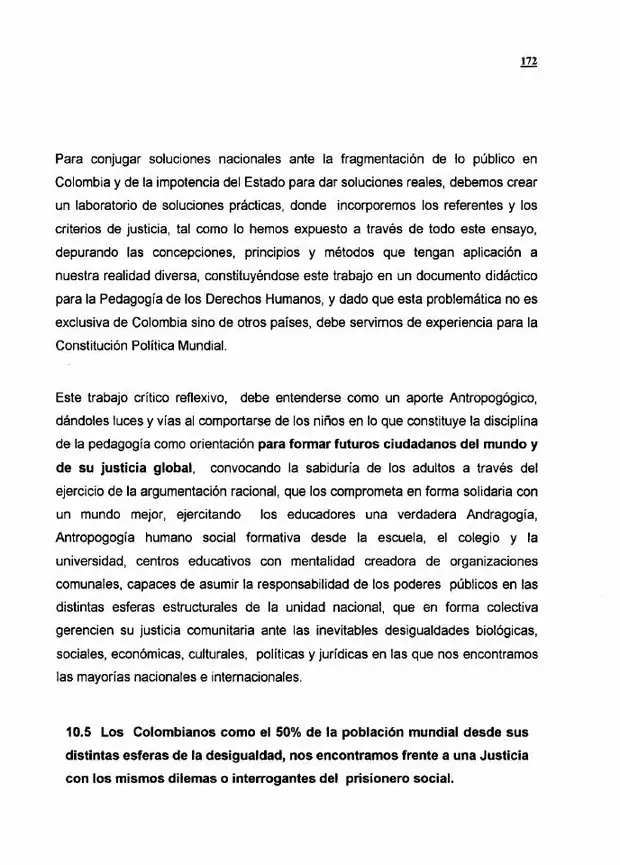 172
Para conjugar soluciones nacionales ante la fragmentación de lo público en
Colombia y de la impotencia del Estado para dar soluciones reales, debemos crear
un laboratorio de soluciones prácticas, donde incorporemos los referentes y los
criterios de justicia, tal como lo hemos expuesto a través de todo este ensayo,
depurando las concepciones, principios y métodos que tengan aplicación a
nuestra realidad diversa, constituyéndose este trabajo en un documento didáctico
para la Pedagogía de los Derechos Humanos, y dado que esta problemática no es
exclusiva de Colombia sino de otros países, debe servirnos de experiencia para la
Constitución Política Mundial.
Este trabajo crítico reflexivo, debe entenderse como un aporte Antropogógico,
dándoles luces y vías al comportarse de los niños en lo que constituye la disciplina
de la pedagogía como orientación para formar futuros ciudadanos del mundo y
de su justicia global, convocando la sabiduría de los adultos a través del
ejercicio de la argumentación racional, que los comprometa en forma solidaria con
un mundo mejor, ejercitando los educadores una verdadera Andragogía,
Antropogogía humano social formativa desde la escuela, el colegio y la
universidad, centros educativos con mentalidad creadora de organizaciones
comunales, capaces de asumir la responsabilidad de los poderes públicos en las
distintas esferas estructurales de la unidad nacional, que en forma colectiva
gerencien su justicia comunitaria ante las inevitables desigualdades biológicas,
sociales, económicas, culturales, políticas y jurídicas en las que nos encontramos
las mayorías nacionales e internacionales.
10.5 Los Colombianos como el 50% de la población mundial desde sus
distintas esferas de la desigualdad, nos encontramos frente a una Justicia
con los mismos dilemas o interrogantes del prisionero social.